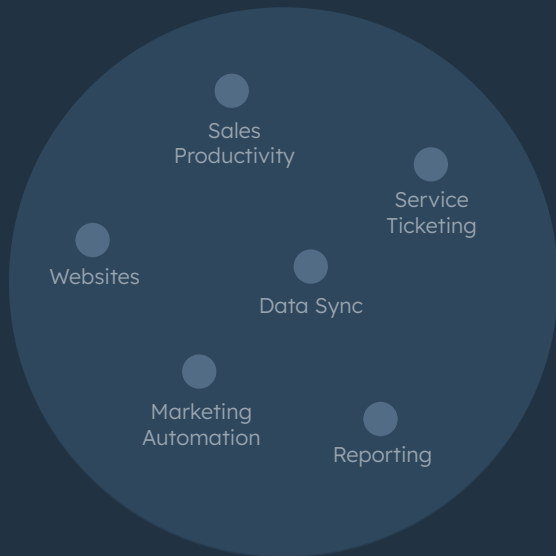 Sales
Productivity
Service
Ticketing
Websites
Data Sync
Marketing
Automation
Reporting